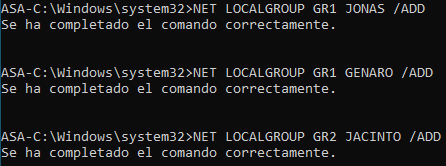 ASA-C:\Windows\system32>NET LOCALGROUP GR1 JONAS /ADD
Se ha completado el comando correctamente.
ASA-C:\Windows\system32>NET LOCALGROUP GR1 GENARO /ADD
Se ha completado el comando correctamente.
ASA-C:\Windows\system32>NET LOCALGROUP GR2 JACINTO /ADD
Se ha completado el comando correctamente.